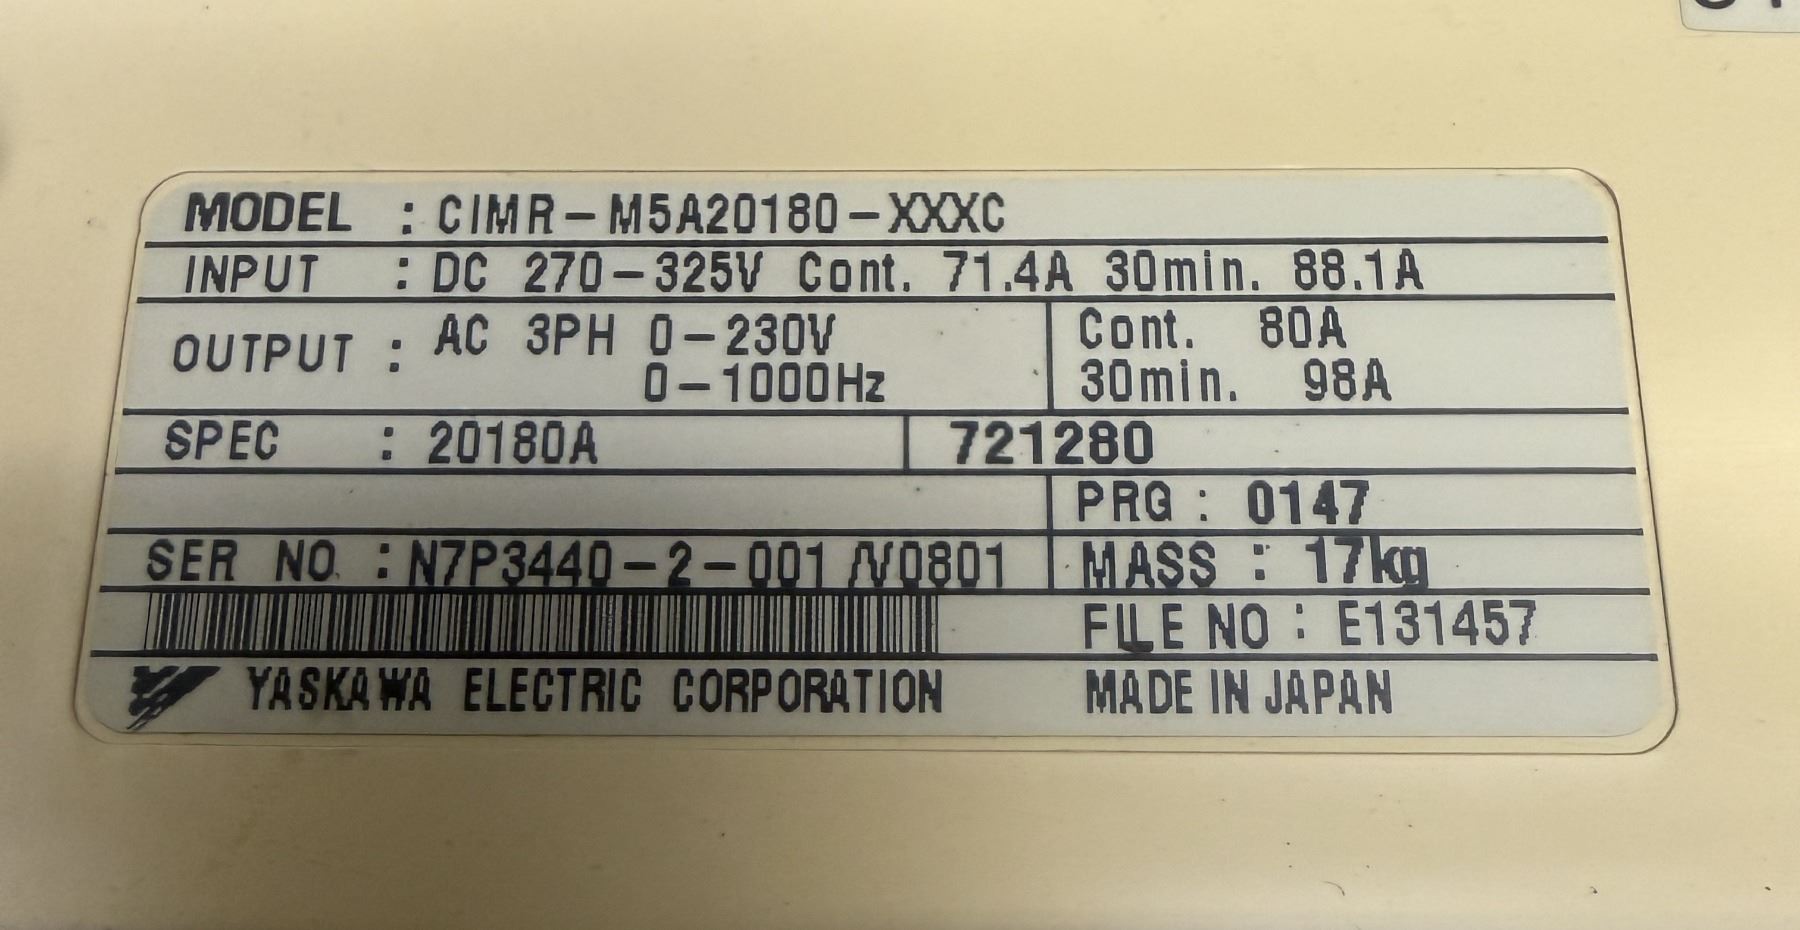 MODEL : CIMR-M5A20180-XXXC
INPUT : DC 270-325V Cont. 71.4A 30min. 88.1A
OUTPUT : AC 3PH 0-230V Cont. 80A
0-1000Hz 30min. 98A
SPEC : 20180A 721280
PRG : 0147
SER NO. : N7P3440-2-001 /V0801 MASS : 17kg
FILE NO : E131457
YASKAWA ELECTRIC CORPORATION MADE IN JAPAN